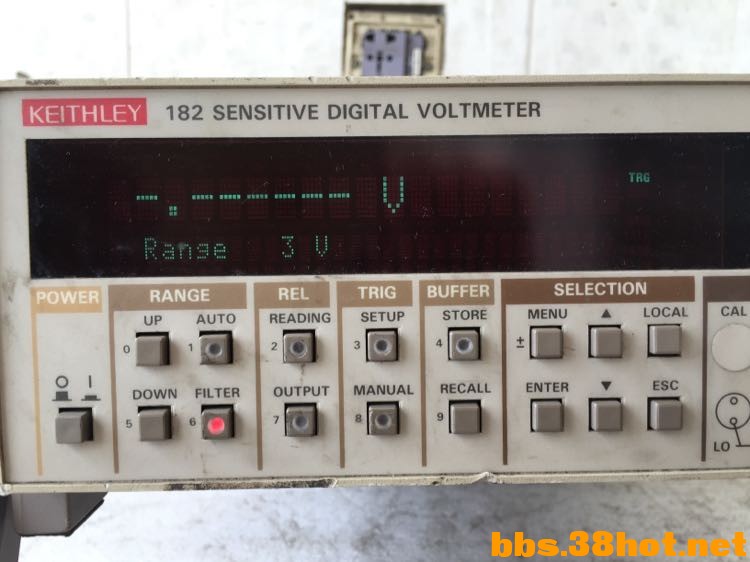 KEITHLEY 182 SENSITIVE DIGITAL VOLTMETER
TRG
-.------ V
Range 3 V
POWER RANGE REL TRIG BUFFER SELECTION
UP AUTO READING SETUP STORE MENU ▲ LOCAL CAL
0 1 2 3 4 ±
O I
DOWN FILTER OUTPUT MANUAL RECALL ENTER ▼ ESC
5 6 7 8 9
LO
bbs.38hot.net